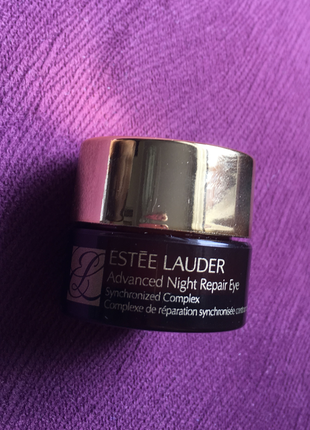 ESTĒE LAUDER
Advanced Night Repair Eye
Synchronized Complex
Complexe de réparation synchronisée